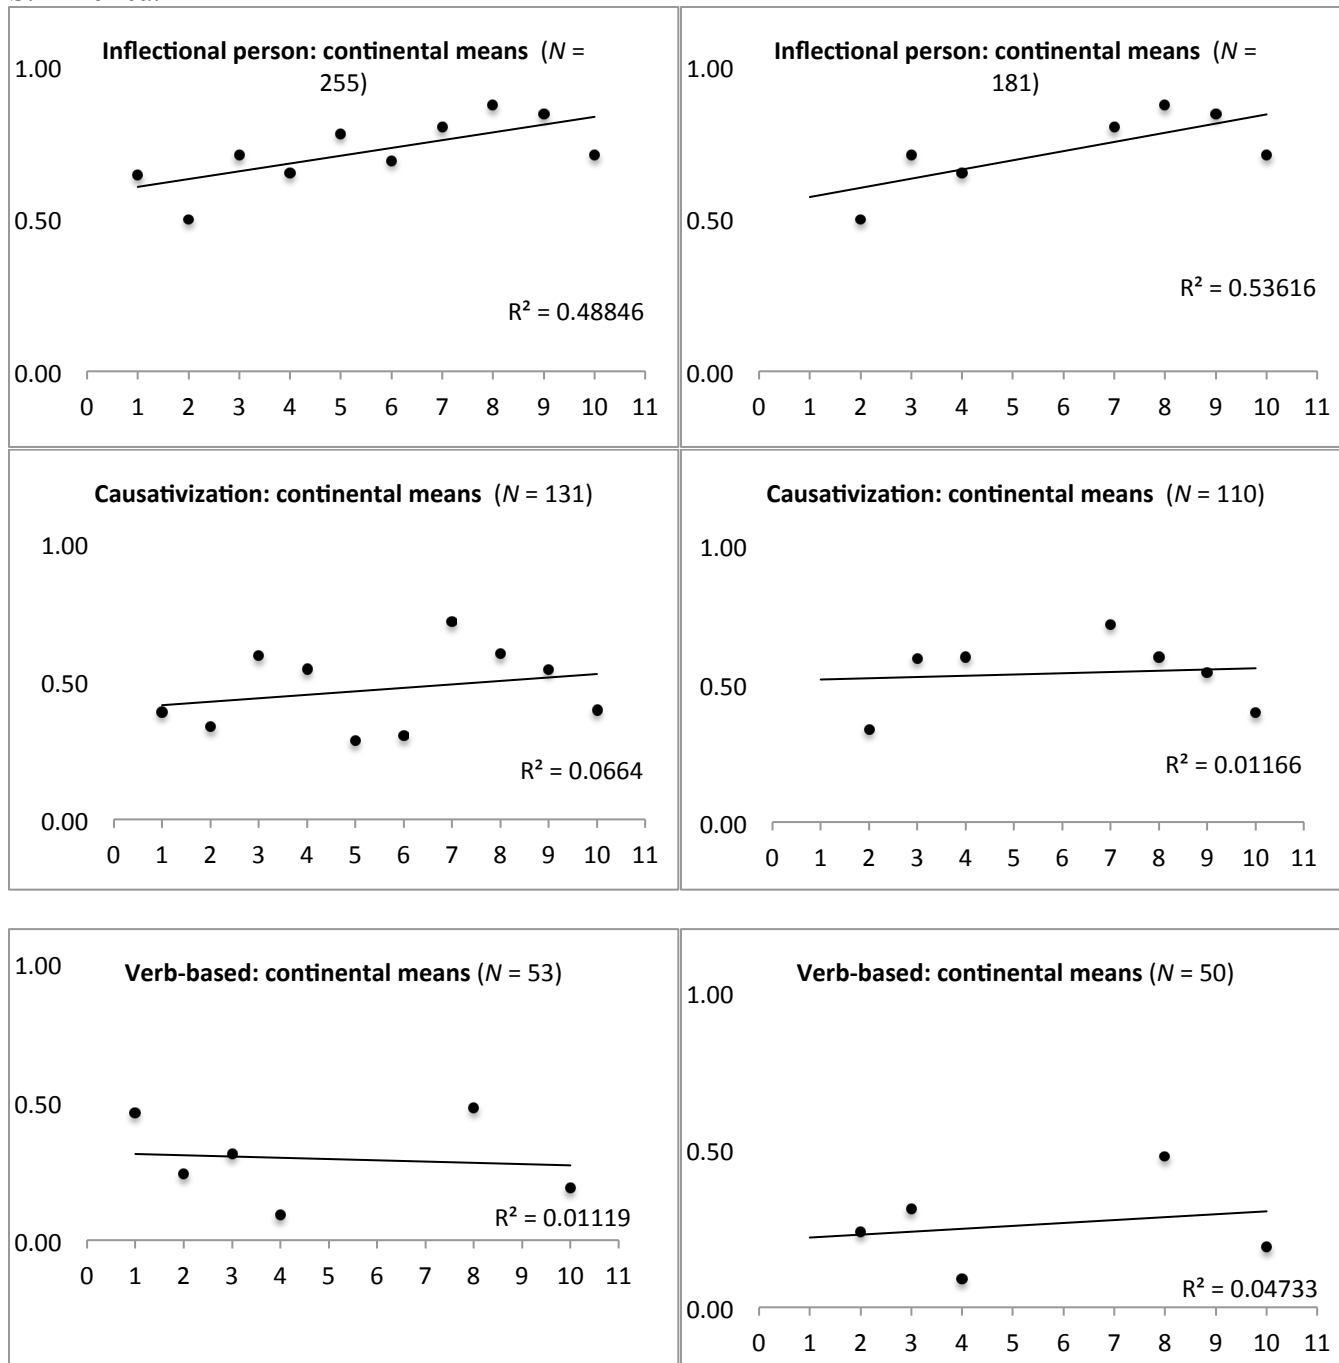 Inflectional person: continental means (N =
255)
1.00
0.50
0.00
R² = 0.48846
0 1 2 3 4 5 6 7 8 9 10 11
Inflectional person: continental means (N =
181)
1.00
0.50
0.00
R² = 0.53616
0 1 2 3 4 5 6 7 8 9 10 11
Causativization: continental means (N = 131)
1.00
0.50
0.00
R² = 0.0664
0 1 2 3 4 5 6 7 8 9 10 11
Causativization: continental means (N = 110)
1.00
0.50
0.00
R² = 0.01166
0 1 2 3 4 5 6 7 8 9 10 11
Verb-based: continental means (N = 53)
1.00
0.50
0.00
R² = 0.01119
0 1 2 3 4 5 6 7 8 9 10 11
Verb-based: continental means (N = 50)
1.00
0.50
0.00
R² = 0.04733
0 1 2 3 4 5 6 7 8 9 10 11